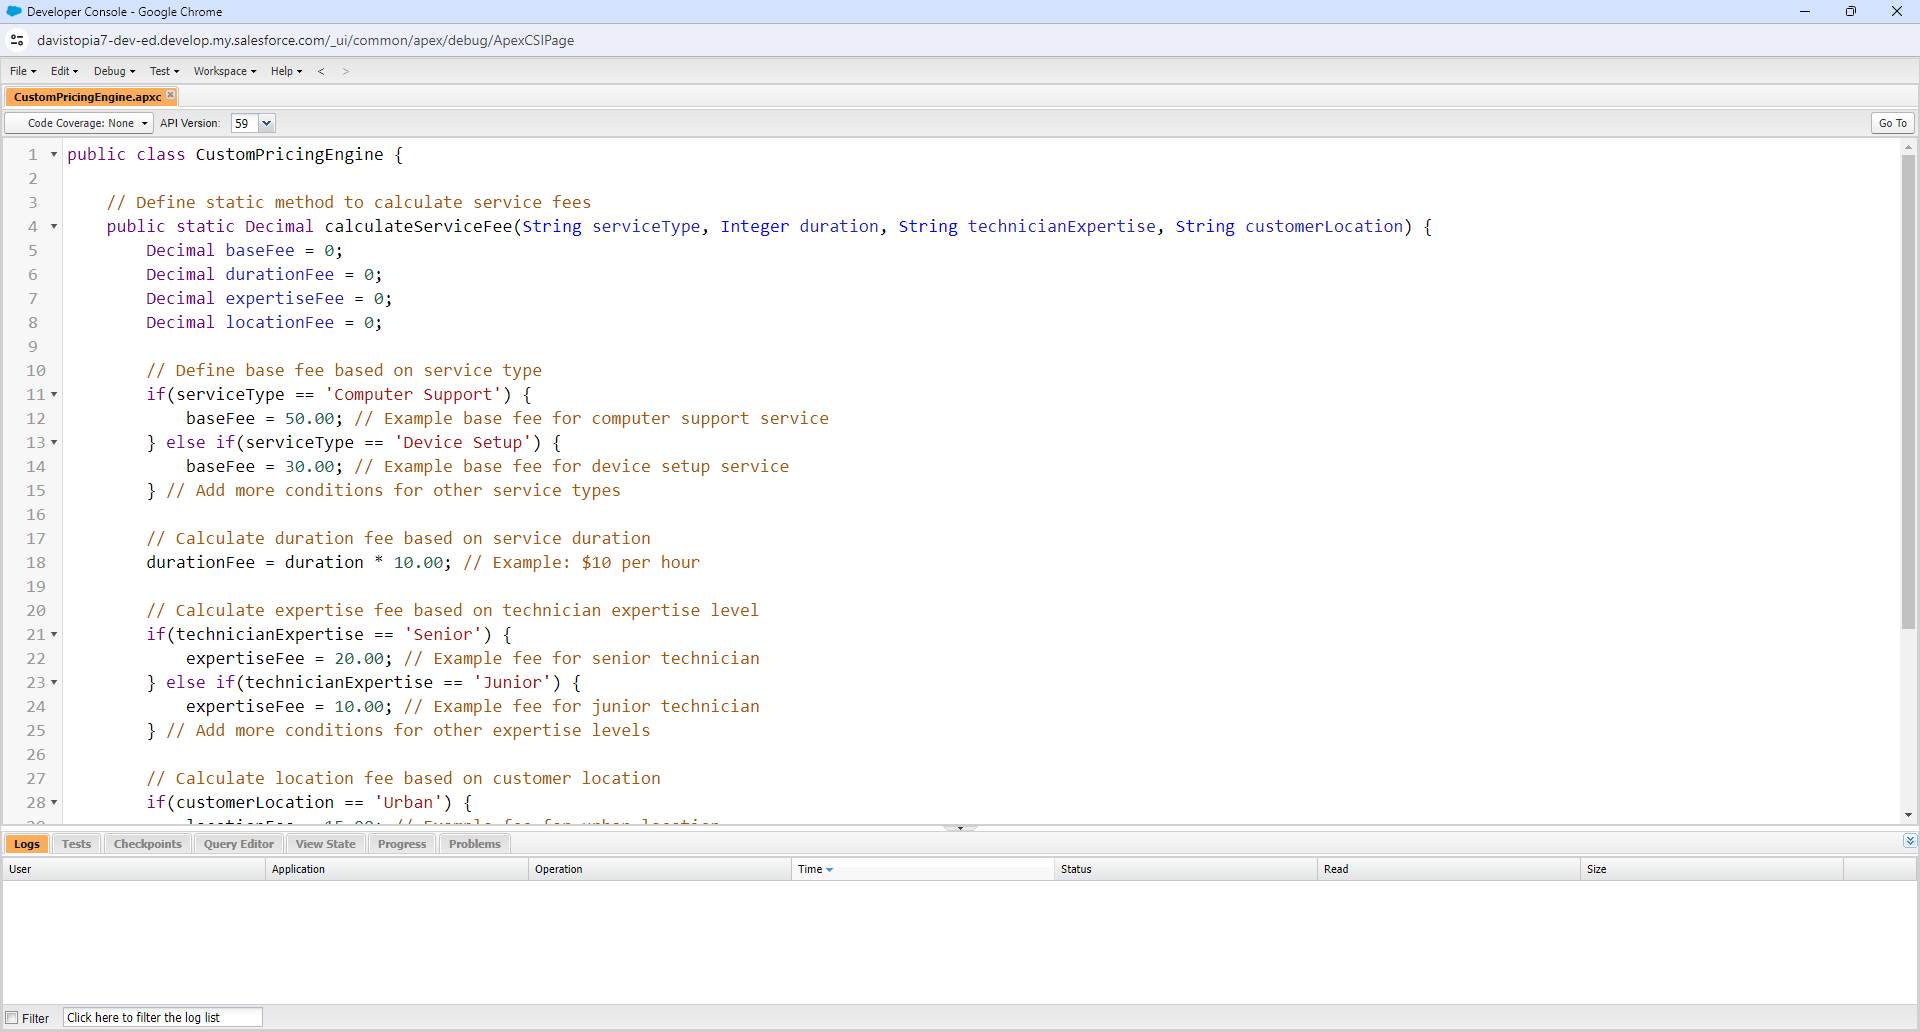 Developer Console - Google Chrome
davistopia7-dev-ed.develop.my.salesforce.com/_ui/common/apex/debug/ApexCSIPage
File Edit Debug Test Workspace Help < >
CustomPricingEngine.apxc
Code Coverage: None API Version: 59 Go To
1 public class CustomPricingEngine {
2
3 // Define static method to calculate service fees
4 public static Decimal calculateServiceFee(String serviceType, Integer duration, String technicianExpertise, String customerLocation) {
5 Decimal baseFee = 0;
6 Decimal durationFee = 0;
7 Decimal expertiseFee = 0;
8 Decimal locationFee = 0;
9
10 // Define base fee based on service type
11 if(serviceType == 'Computer Support') {
12 baseFee = 50.00; // Example base fee for computer support service
13 } else if(serviceType == 'Device Setup') {
14 baseFee = 30.00; // Example base fee for device setup service
15 } // Add more conditions for other service types
16
17 // Calculate duration fee based on service duration
18 durationFee = duration * 10.00; // Example: $10 per hour
19
20 // Calculate expertise fee based on technician expertise level
21 if(technicianExpertise == 'Senior') {
22 expertiseFee = 20.00; // Example fee for senior technician
23 } else if(technicianExpertise == 'Junior') {
24 expertiseFee = 10.00; // Example fee for junior technician
25 } // Add more conditions for other expertise levels
26
27 // Calculate location fee based on customer location
28 if(customerLocation == 'Urban') {
Logs Tests Checkpoints Query Editor View State Progress Problems
User Application Operation Time Status Read Size
Filter Click here to filter the log list